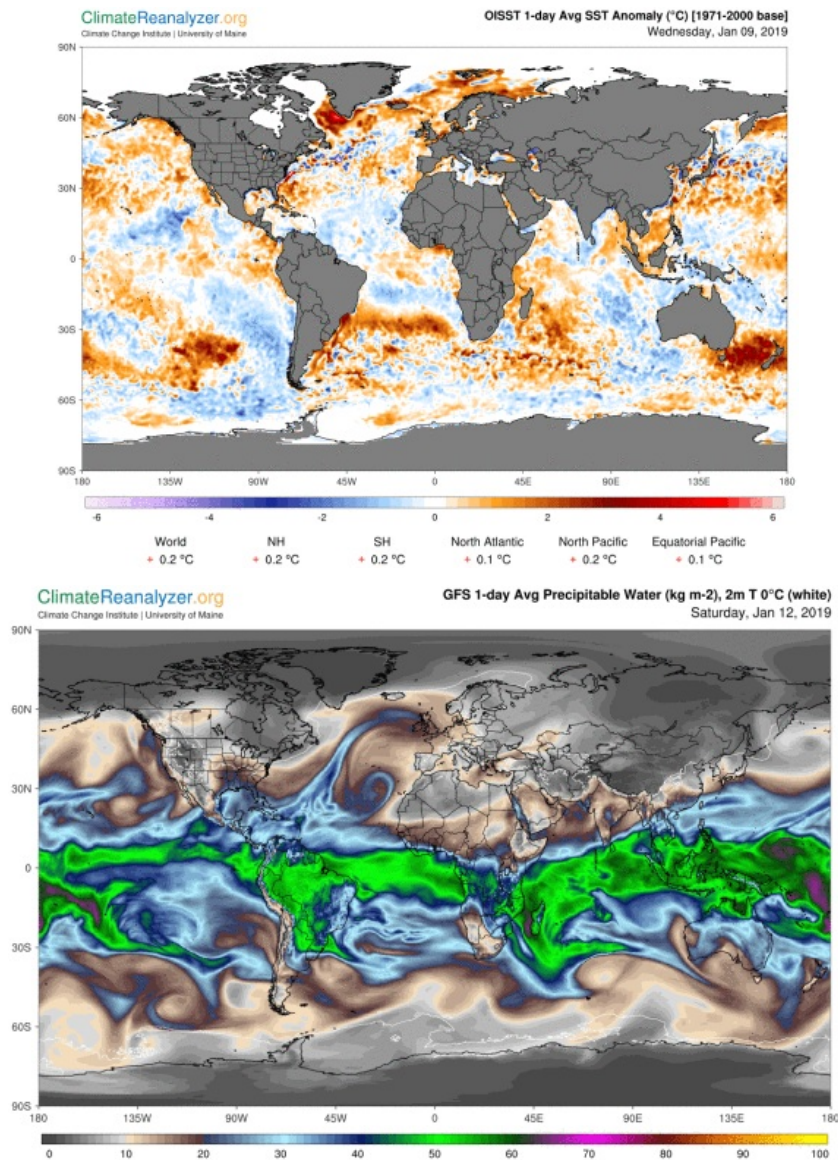 ClimateReanalyzer.org
Climate Change Institute | University of Maine
OISST 1-day Avg SST Anomaly (°C) [1971-2000 base]
Wednesday, Jan 09, 2019
90N
60N
30N
0
30S
60S
90S
180 135W 90W 45W 0 45E 90E 135E 180
-6 -4 -2 0 2 4 6
World NH SH North Atlantic North Pacific Equatorial Pacific
+ 0.2 °C + 0.2 °C + 0.2 °C + 0.1 °C + 0.2 °C + 0.1 °C
ClimateReanalyzer.org
Climate Change Institute | University of Maine
GFS 1-day Avg Precipitable Water (kg m-2), 2m T 0°C (white)
Saturday, Jan 12, 2019
90N
60N
30N
0
30S
60S
90S
180 135W 90W 45W 0 45E 90E 135E 180
0 10 20 30 40 50 60 70 80 90 100